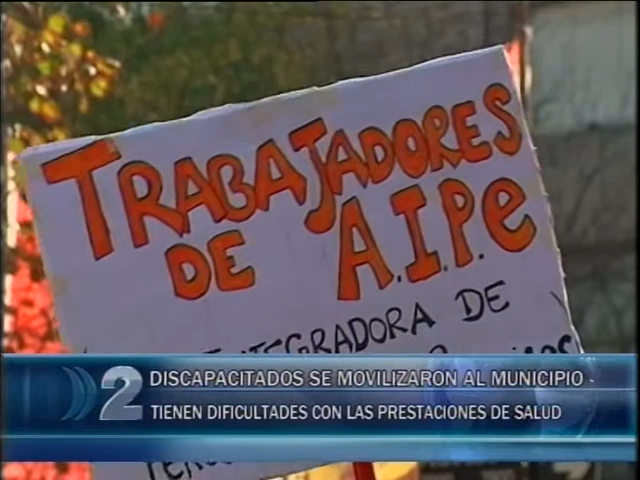 TRABAJADORES
DE A.I.P.e.
INTEGRADORA DE
2
DISCAPACITADOS SE MOVILIZARON AL MUNICIPIO -
TIENEN DIFICULTADES CON LAS PRESTACIONES DE SALUD